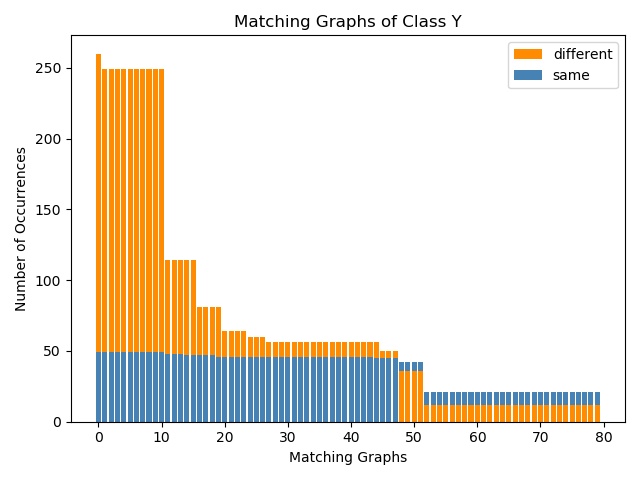 Matching Graphs of Class Y
different
same
Number of Occurrences
250
200
150
100
50
0
0 10 20 30 40 50 60 70 80
Matching Graphs